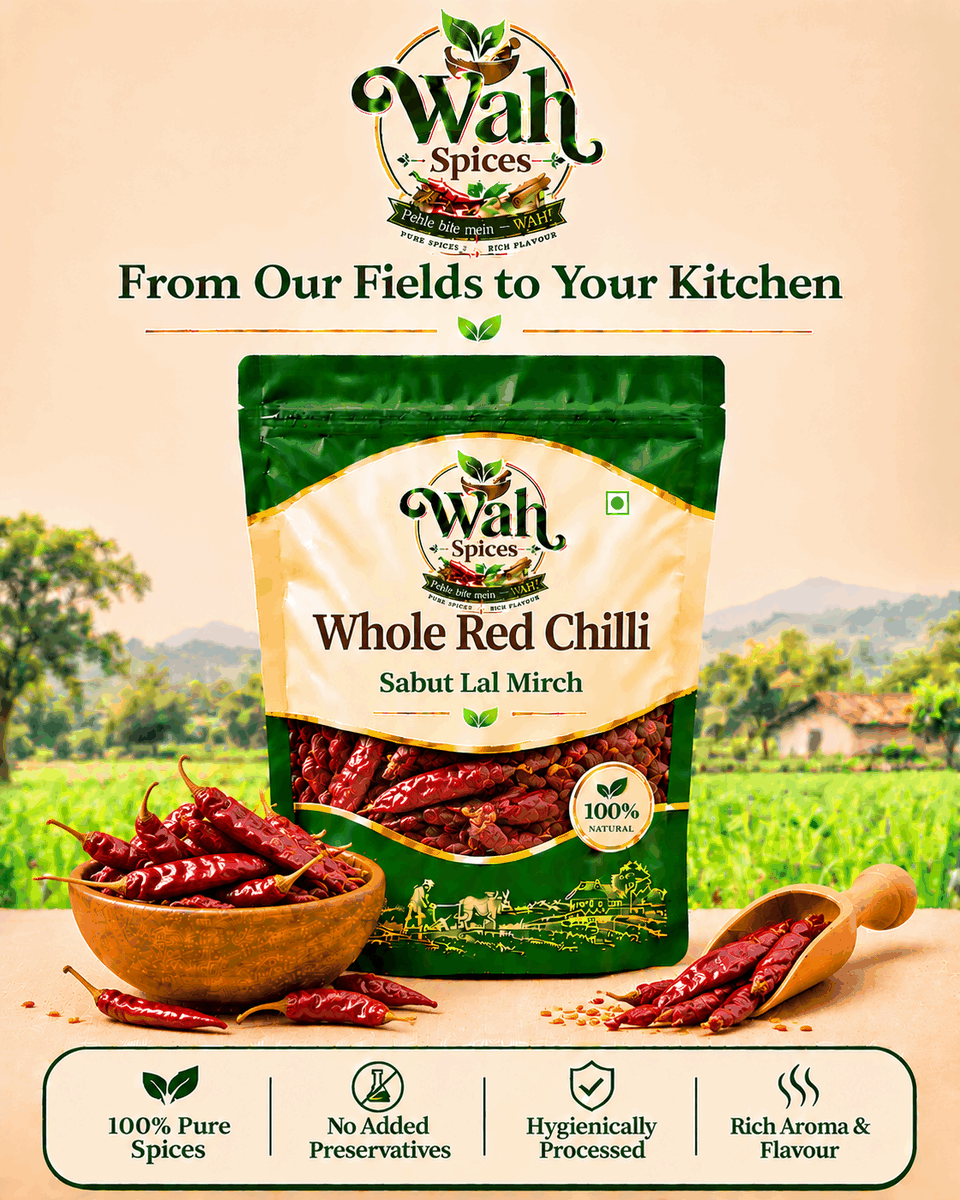 Wah
Spices
Pehle bite mein — WAH!
PURE SPICES & RICH FLAVOUR
From Our Fields to Your Kitchen
Wah
Spices
Pehle bite mein — WAH!
PURE SPICES RICH FLAVOUR
Whole Red Chilli
Sabut Lal Mirch
100%
NATURAL
100% Pure
Spices
No Added
Preservatives
Hygienically
Processed
Rich Aroma &
Flavour